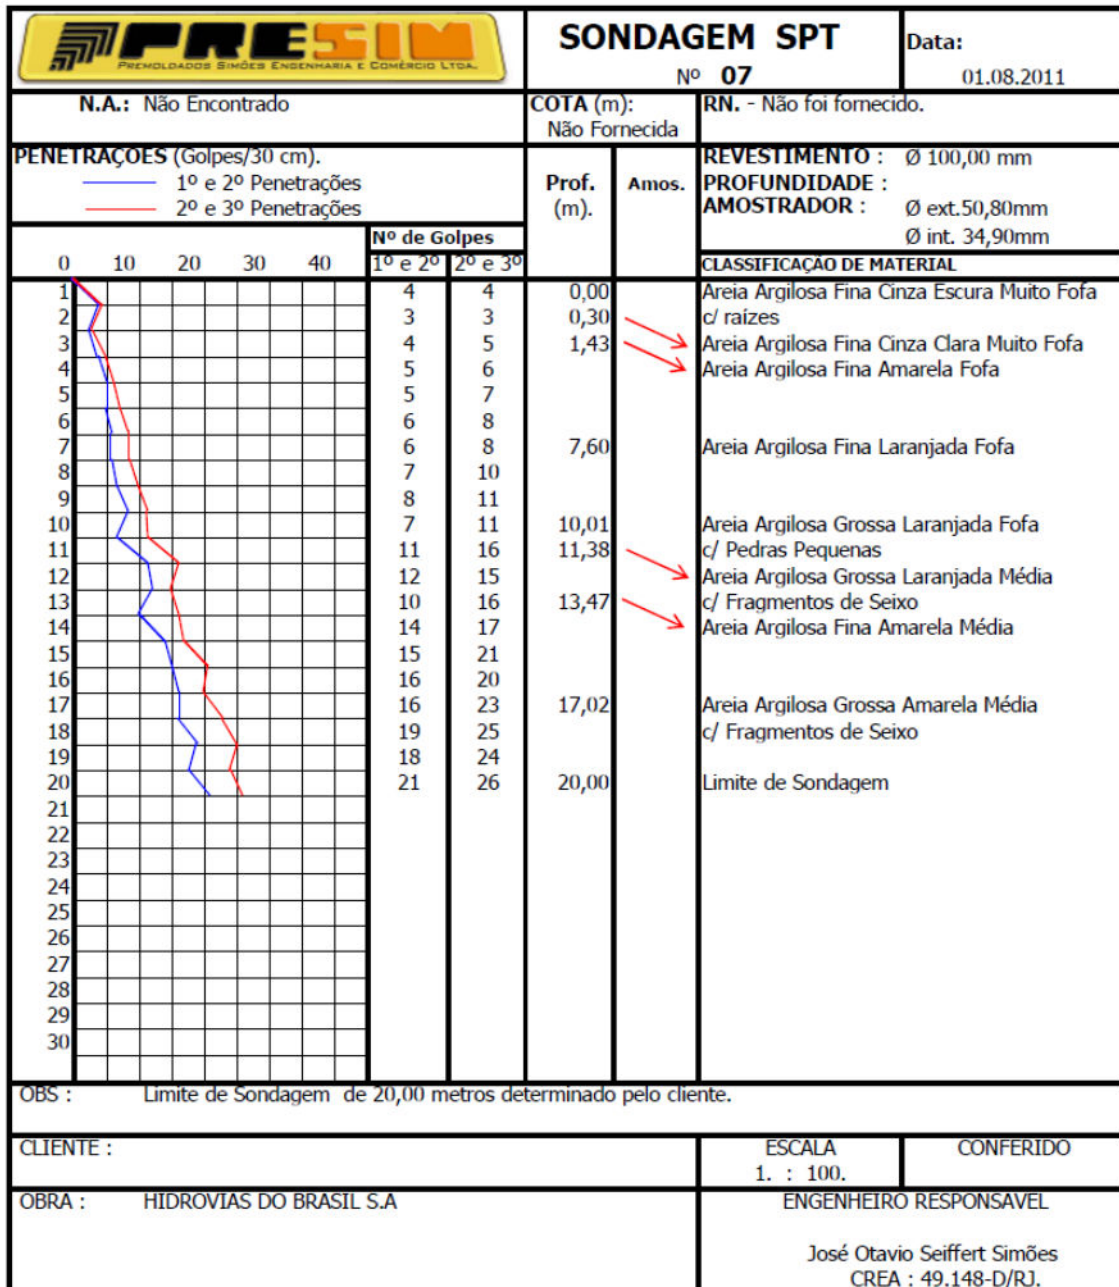 PRESIM
PREMOLDADOS SIMÕES ENGENHARIA E COMÉRCIO LTDA.
SONDAGEM SPT
Nº 07
Data:
01.08.2011
N.A.: Não Encontrado
COTA (m):
Não Fornecida
RN. - Não foi fornecido.
PENETRAÇÕES (Golpes/30 cm).
1º e 2º Penetrações
2º e 3º Penetrações
Prof.
(m).
Amos.
REVESTIMENTO : Ø 100,00 mm
PROFUNDIDADE :
AMOSTRADOR : Ø ext.50,80mm
Ø int. 34,90mm
Nº de Golpes
0 10 20 30 40 1º e 2º 2º e 3º CLASSIFICAÇÃO DE MATERIAL
1 4 4 0,00 Areia Argilosa Fina Cinza Escura Muito Fofa
2 3 3 0,30 c/ raízes
3 4 5 1,43 Areia Argilosa Fina Cinza Clara Muito Fofa
4 5 6 Areia Argilosa Fina Amarela Fofa
5 5 7
6 6 8
7 6 8 7,60 Areia Argilosa Fina Laranjada Fofa
8 7 10
9 8 11
10 7 11 10,01 Areia Argilosa Grossa Laranjada Fofa
11 11 16 11,38 c/ Pedras Pequenas
12 12 15 Areia Argilosa Grossa Laranjada Média
13 10 16 13,47 c/ Fragmentos de Seixo
14 14 17 Areia Argilosa Fina Amarela Média
15 15 21
16 16 20
17 16 23 17,02 Areia Argilosa Grossa Amarela Média
18 19 25 c/ Fragmentos de Seixo
19 18 24
20 21 26 20,00 Limite de Sondagem
21
22
23
24
25
26
27
28
29
30
OBS : Limite de Sondagem de 20,00 metros determinado pelo cliente.
CLIENTE :
ESCALA
1. : 100.
CONFERIDO
OBRA : HIDROVIAS DO BRASIL S.A
ENGENHEIRO RESPONSAVEL
José Otavio Seiffert Simões
CREA : 49.148-D/RJ.